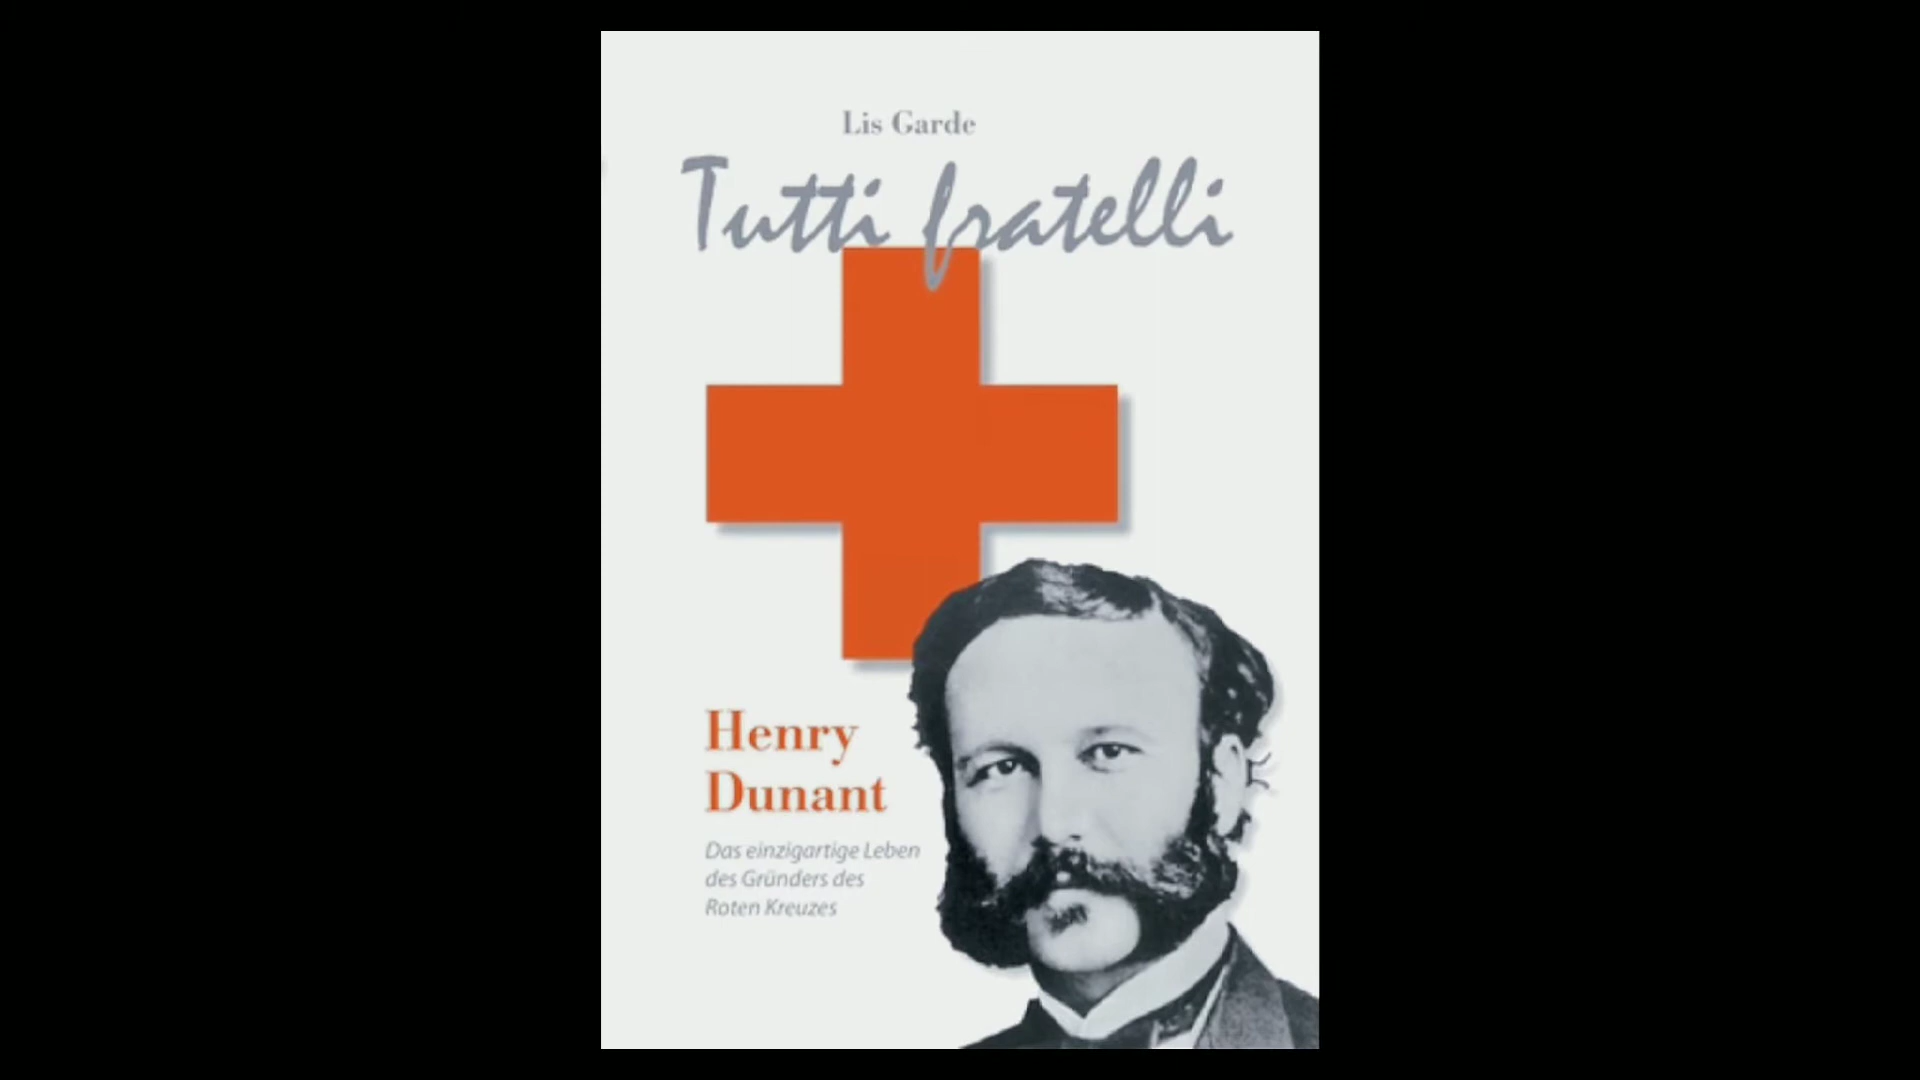 Lis Garde
Tutti fratelli
Henry
Dunant
Das einzigartige Leben
des Gründers des
Roten Kreuzes